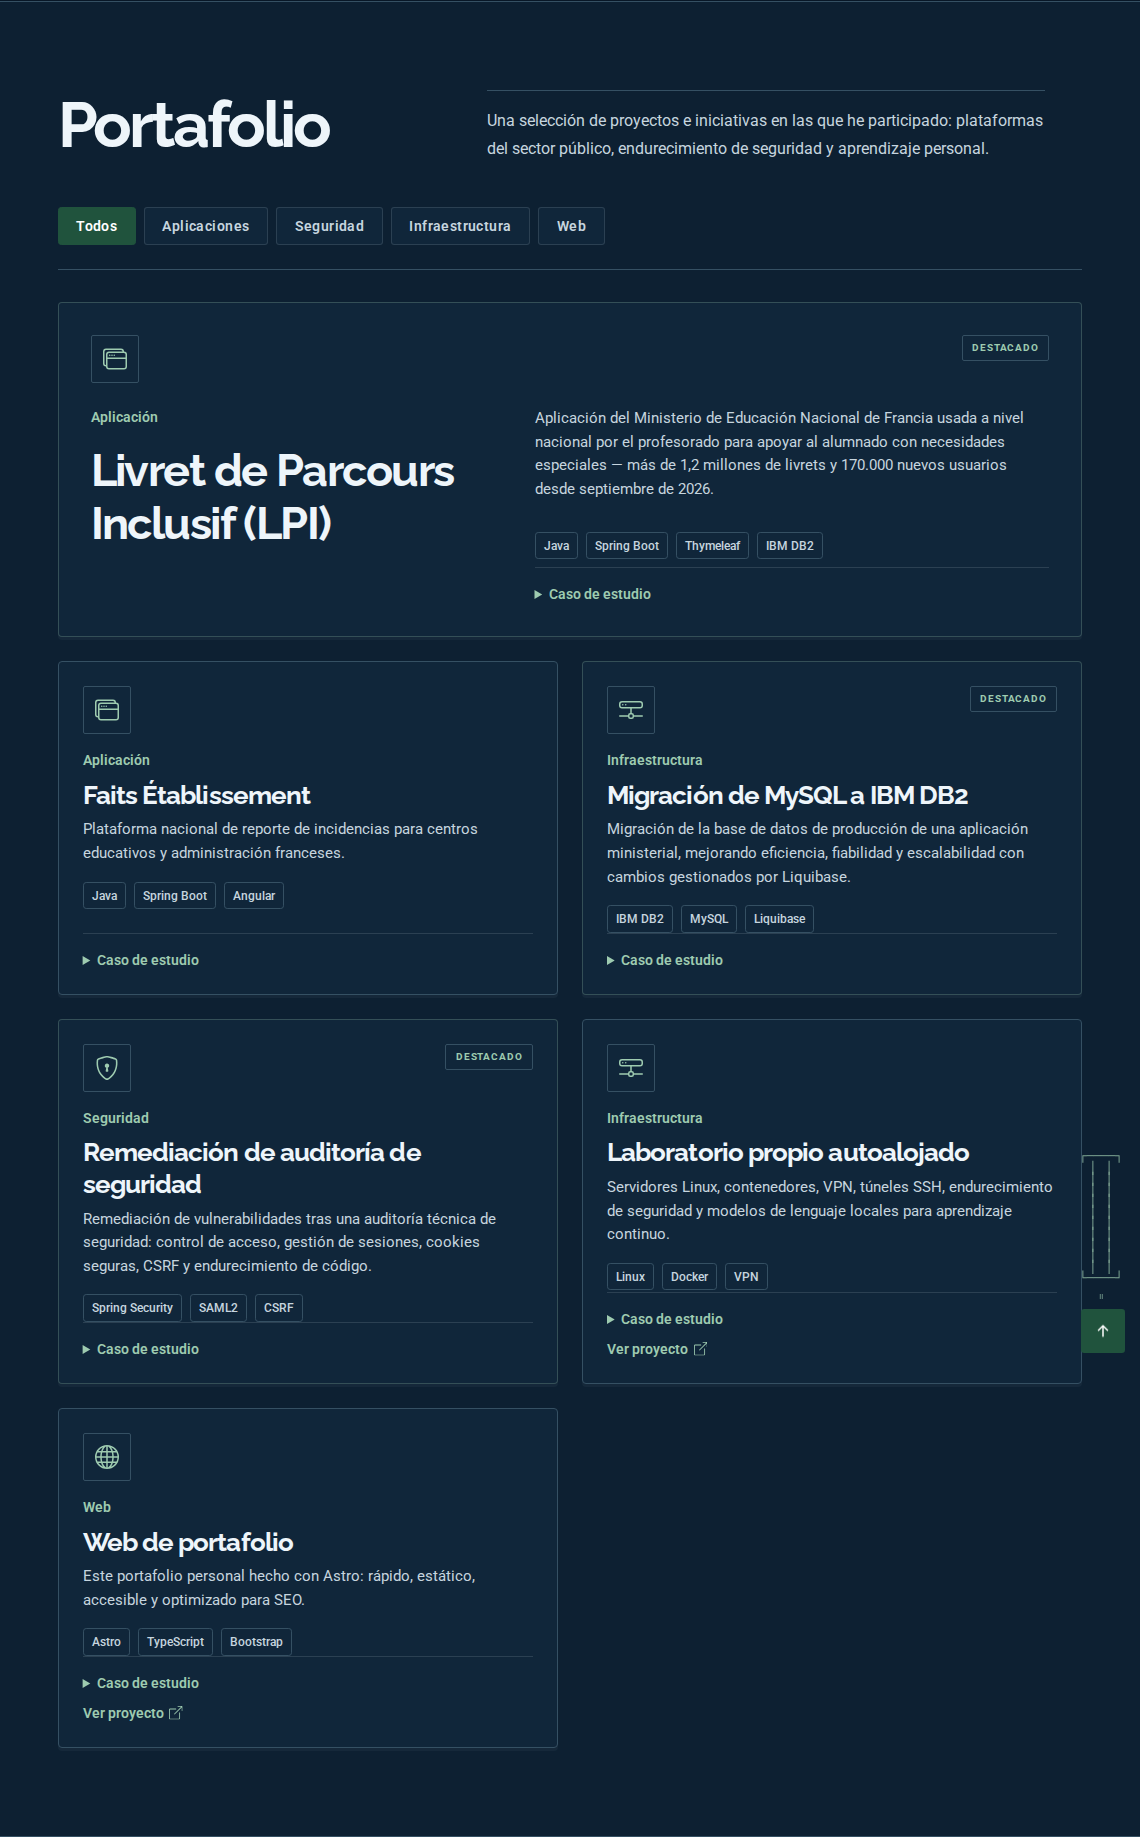 Portafolio
Una selección de proyectos e iniciativas en las que he participado: plataformas
del sector público, endurecimiento de seguridad y aprendizaje personal.
Todos
Aplicaciones
Seguridad
Infraestructura
Web
DESTACADO
Aplicación
Livret de Parcours
Inclusif (LPI)
Aplicación del Ministerio de Educación Nacional de Francia usada a nivel
nacional por el profesorado para apoyar al alumnado con necesidades
especiales — más de 1,2 millones de livrets y 170.000 nuevos usuarios
desde septiembre de 2026.
Java
Spring Boot
Thymeleaf
IBM DB2
Caso de estudio
Aplicación
Faits Établissement
Plataforma nacional de reporte de incidencias para centros
educativos y administración franceses.
Java
Spring Boot
Angular
Caso de estudio
DESTACADO
Infraestructura
Migración de MySQL a IBM DB2
Migración de la base de datos de producción de una aplicación
ministerial, mejorando eficiencia, fiabilidad y escalabilidad con
cambios gestionados por Liquibase.
IBM DB2
MySQL
Liquibase
Caso de estudio
DESTACADO
Seguridad
Remediación de auditoría de
seguridad
Remediación de vulnerabilidades tras una auditoría técnica de
seguridad: control de acceso, gestión de sesiones, cookies
seguras, CSRF y endurecimiento de código.
Spring Security
SAML2
CSRF
Caso de estudio
Infraestructura
Laboratorio propio autoalojado
Servidores Linux, contenedores, VPN, túneles SSH, endurecimiento
de seguridad y modelos de lenguaje locales para aprendizaje
continuo.
Linux
Docker
VPN
Caso de estudio
Ver proyecto
Web
Web de portafolio
Este portafolio personal hecho con Astro: rápido, estático,
accesible y optimizado para SEO.
Astro
TypeScript
Bootstrap
Caso de estudio
Ver proyecto